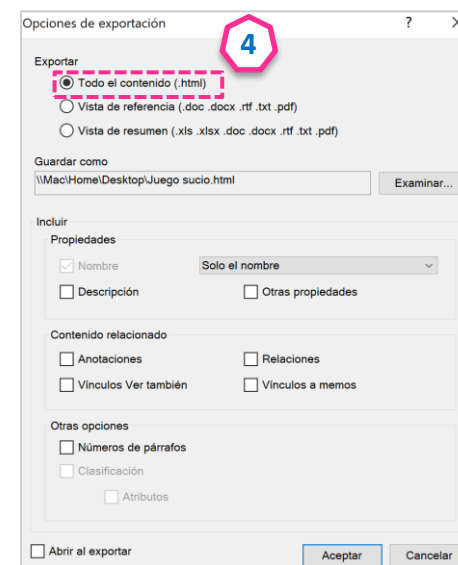 Opciones de exportación ?
4
Exportar
Todo el contenido (.html)
Vista de referencia (.doc .docx .rtf .txt .pdf)
Vista de resumen (.xls .xlsx .doc .docx .rtf .txt .pdf)
Guardar como
\\Mac\Home\Desktop\Juego sucio.html Examinar...
Incluir
Propiedades
Nombre Solo el nombre
Descripción Otras propiedades
Contenido relacionado
Anotaciones Relaciones
Vínculos Ver también Vínculos a memos
Otras opciones
Números de párrafos
Clasificación
Atributos
Abrir al exportar Aceptar Cancelar